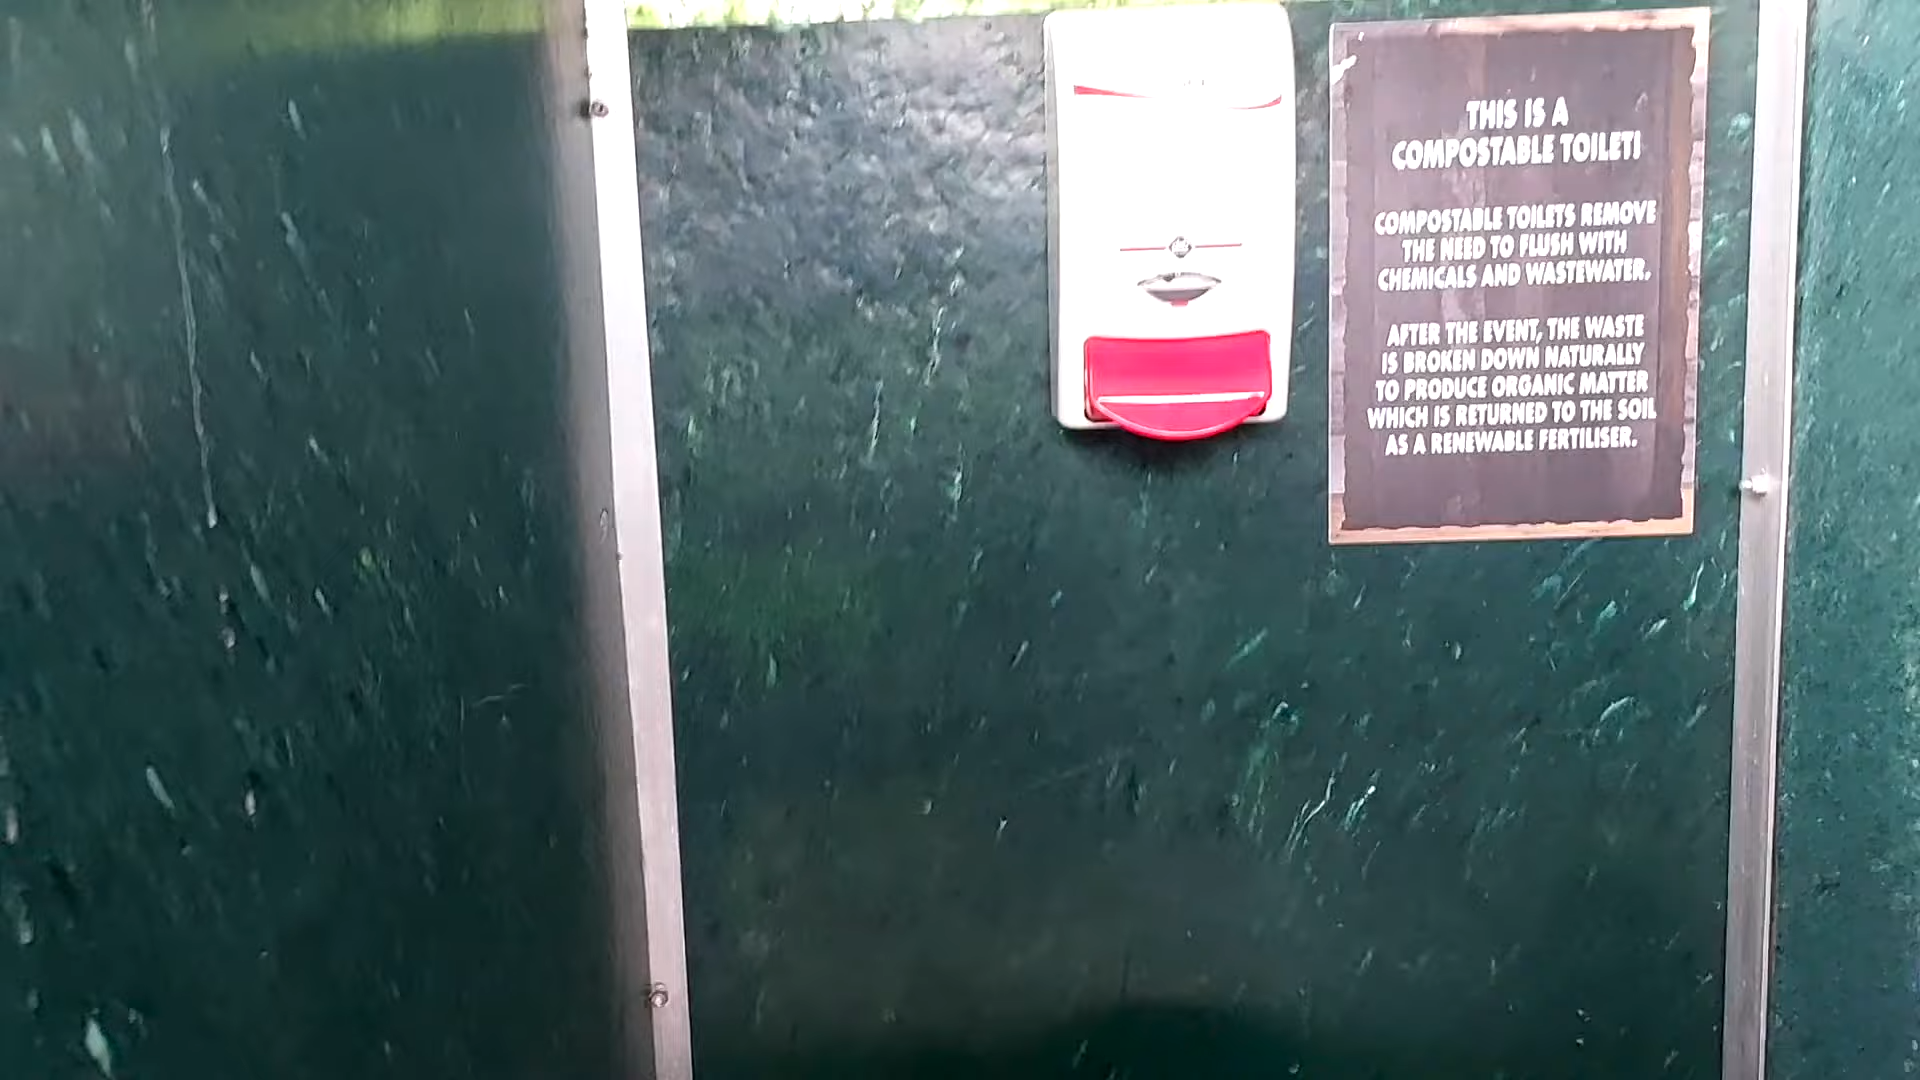 THIS IS A
COMPOSTABLE TOILET!
COMPOSTABLE TOILETS REMOVE
THE NEED TO FLUSH WITH
CHEMICALS AND WASTEWATER.
AFTER THE EVENT, THE WASTE
IS BROKEN DOWN NATURALLY
TO PRODUCE ORGANIC MATTER
WHICH IS RETURNED TO THE SOIL
AS A RENEWABLE FERTILISER.